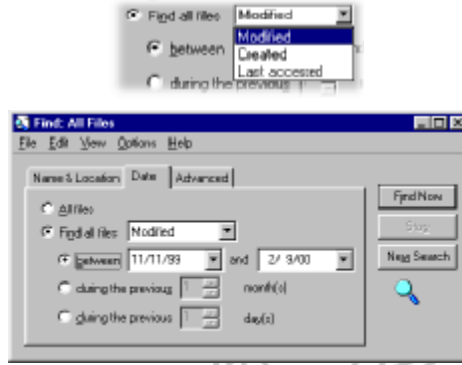 Find all files Modified
Modified
between Created
Last accessed
during the previous 1
Find: All Files
File Edit View Options Help
Name & Location Date Advanced
All files
Find all files Modified
between 11/11/99 and 2/ 9/00
during the previous 1 month(s)
during the previous 1 day(s)
Find Now
Stop
New Search